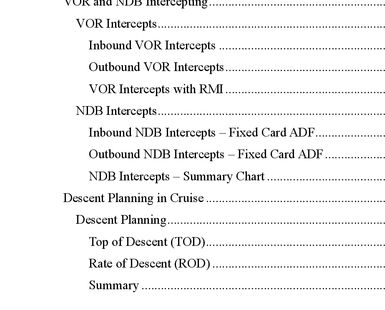 VOR and NDB Intercepting................................................................
VOR Intercepts............................................................................
Inbound VOR Intercepts ..........................................................
Outbound VOR Intercepts.......................................................
VOR Intercepts with RMI.......................................................
NDB Intercepts............................................................................
Inbound NDB Intercepts – Fixed Card ADF........................
Outbound NDB Intercepts – Fixed Card ADF.....................
NDB Intercepts – Summary Chart ........................................
Descent Planning in Cruise ............................................................
Descent Planning.........................................................................
Top of Descent (TOD).............................................................
Rate of Descent (ROD) ...........................................................
Summary ..................................................................................